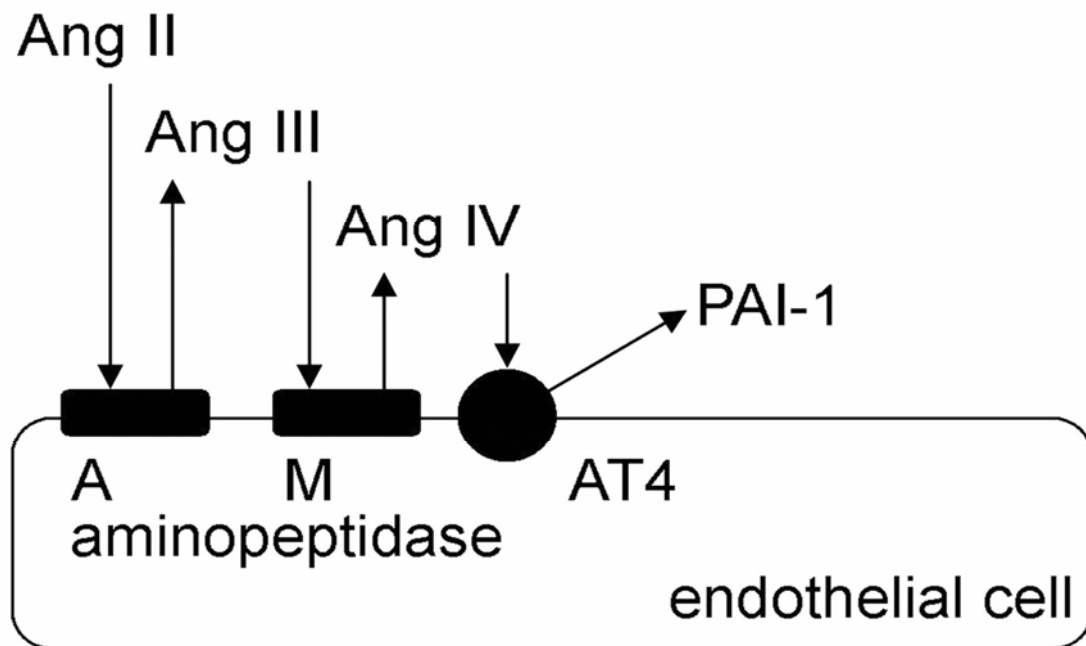 Ang II
Ang III
Ang IV
PAI-1
A
M
AT4
aminopeptidase
endothelial cell